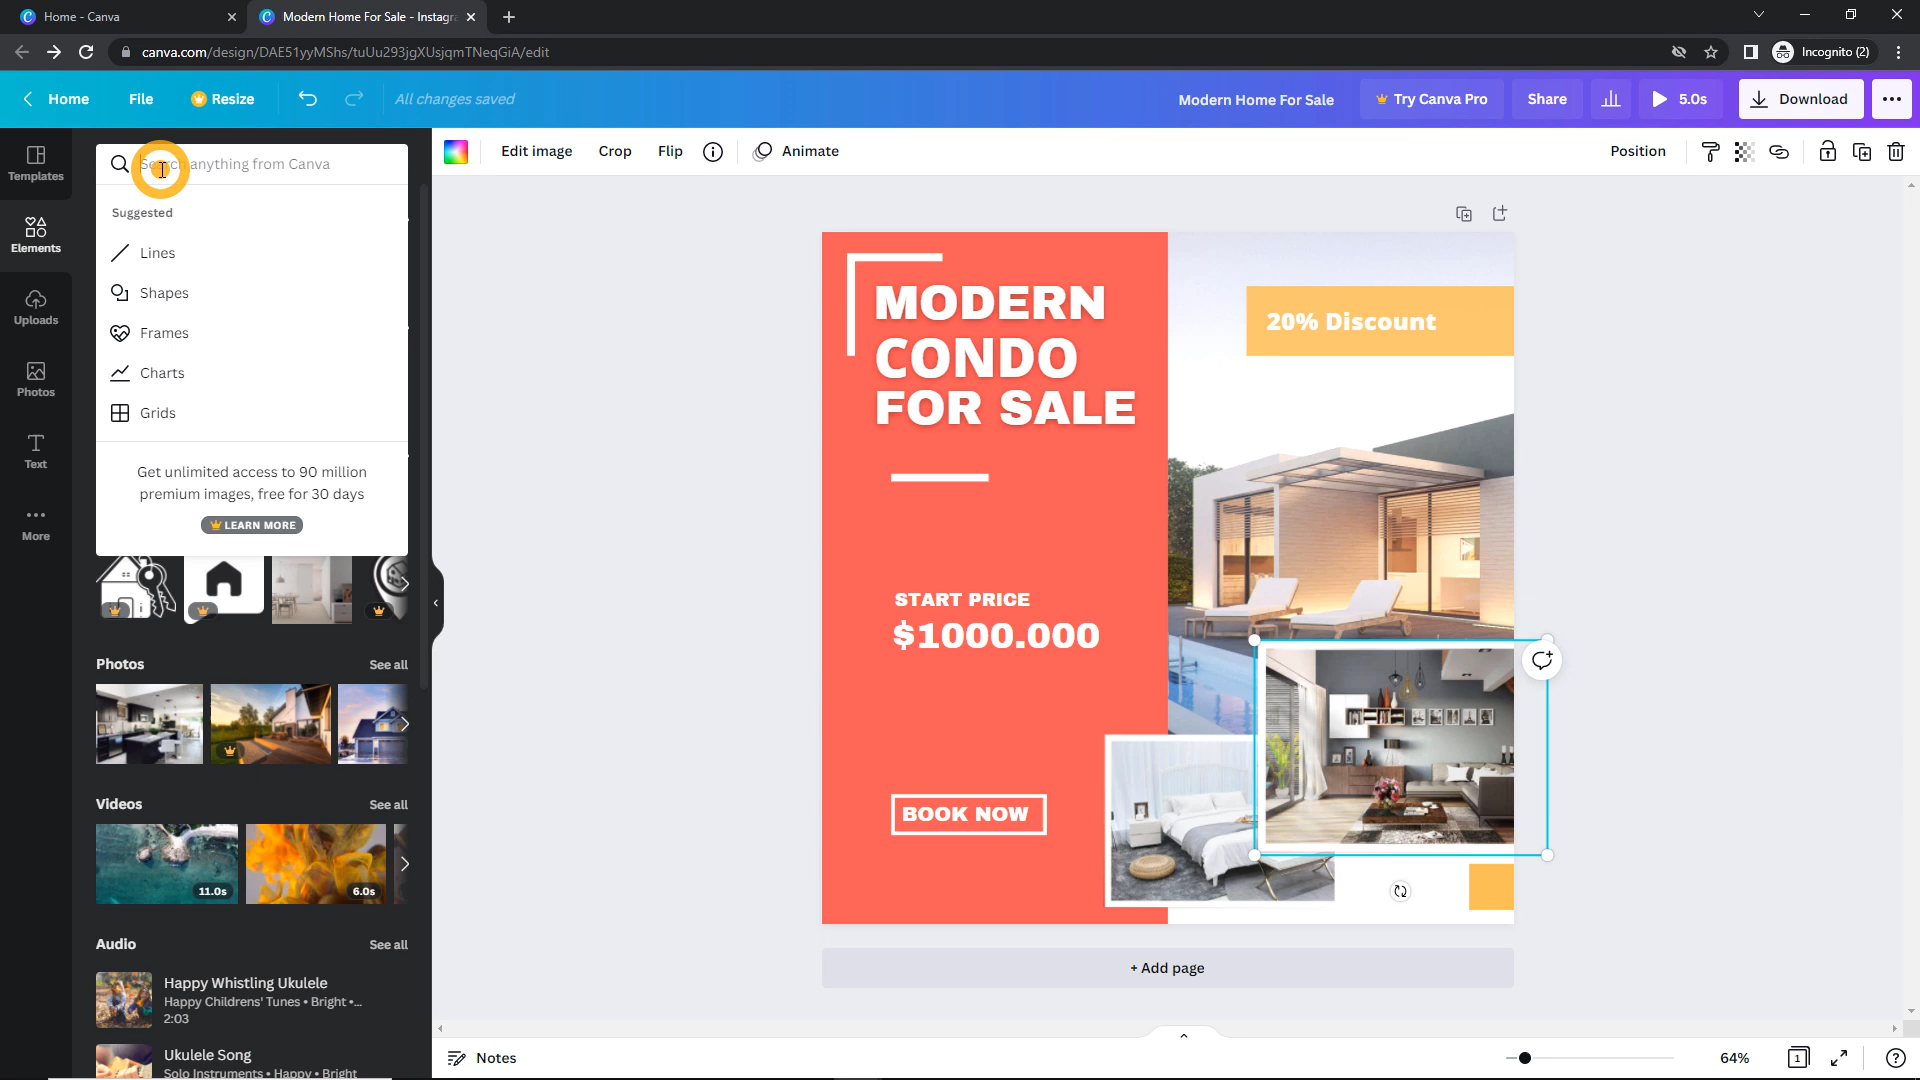 Home - Canva
Modern Home For Sale - Instagra
canva.com/design/DAE51yyMShs/tuUu293jgXUsjqmTNeqGiA/edit
Incognito (2)
Home
File
Resize
All changes saved
Modern Home For Sale
Try Canva Pro
Share
5.0s
Download
Templates
Elements
Uploads
Photos
Text
More
Search anything from Canva
Suggested
Lines
Shapes
Frames
Charts
Grids
Get unlimited access to 90 million
premium images, free for 30 days
LEARN MORE
Photos
See all
Videos
See all
11.0s
6.0s
Audio
See all
Happy Whistling Ukulele
Happy Childrens' Tunes • Bright •...
2:03
Ukulele Song
Solo Instruments • Happy • Bright
Edit image
Crop
Flip
Animate
Position
MODERN
CONDO
FOR SALE
20% Discount
START PRICE
$1000.000
BOOK NOW
+ Add page
Notes
64%
1